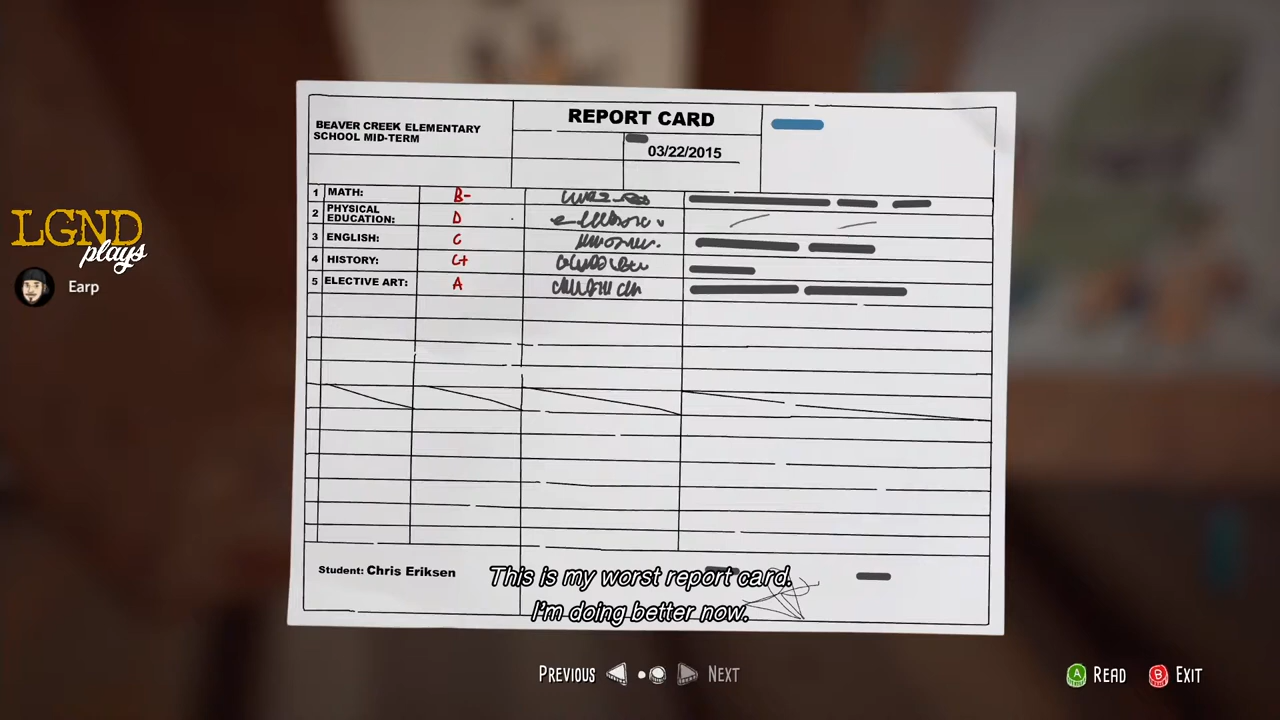 REPORT CARD
BEAVER CREEK ELEMENTARY
SCHOOL MID-TERM
03/22/2015
1 MATH: B-
2 PHYSICAL
EDUCATION: D
3 ENGLISH: C
4 HISTORY: C+
5 ELECTIVE ART: A
LGND
plays
Earp
Student: Chris Eriksen
This is my worst report card.
I'm doing better now.
PREVIOUS NEXT
A READ B EXIT